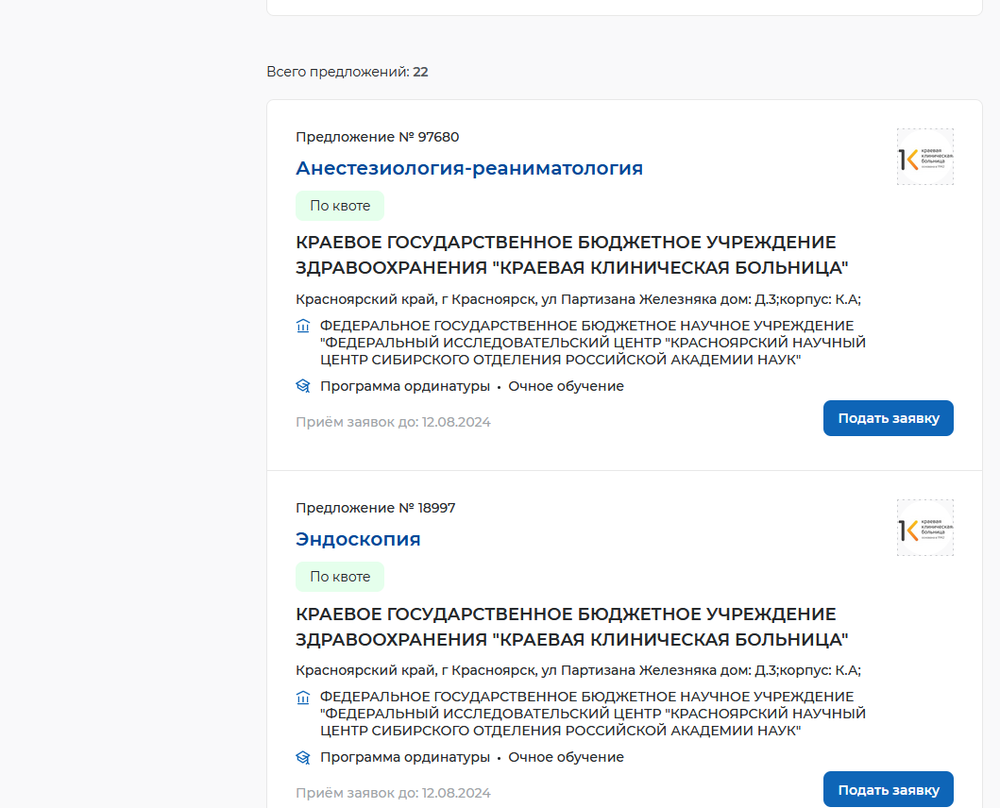 Всего предложений: 22
Предложение № 97680
Анестезиология-реаниматология
По квоте
КРАЕВОЕ ГОСУДАРСТВЕННОЕ БЮДЖЕТНОЕ УЧРЕЖДЕНИЕ
ЗДРАВООХРАНЕНИЯ "КРАЕВАЯ КЛИНИЧЕСКАЯ БОЛЬНИЦА"
Красноярский край, г Красноярск, ул Партизана Железняка дом: Д.3;корпус: К.А;
ФЕДЕРАЛЬНОЕ ГОСУДАРСТВЕННОЕ БЮДЖЕТНОЕ НАУЧНОЕ УЧРЕЖДЕНИЕ
"ФЕДЕРАЛЬНЫЙ ИССЛЕДОВАТЕЛЬСКИЙ ЦЕНТР "КРАСНОЯРСКИЙ НАУЧНЫЙ
ЦЕНТР СИБИРСКОГО ОТДЕЛЕНИЯ РОССИЙСКОЙ АКАДЕМИИ НАУК"
Программа ординатуры • Очное обучение
Приём заявок до: 12.08.2024
Подать заявку
1К
краевая
клиническая
больница
Предложение № 18997
Эндоскопия
По квоте
КРАЕВОЕ ГОСУДАРСТВЕННОЕ БЮДЖЕТНОЕ УЧРЕЖДЕНИЕ
ЗДРАВООХРАНЕНИЯ "КРАЕВАЯ КЛИНИЧЕСКАЯ БОЛЬНИЦА"
Красноярский край, г Красноярск, ул Партизана Железняка дом: Д.3;корпус: К.А;
ФЕДЕРАЛЬНОЕ ГОСУДАРСТВЕННОЕ БЮДЖЕТНОЕ НАУЧНОЕ УЧРЕЖДЕНИЕ
"ФЕДЕРАЛЬНЫЙ ИССЛЕДОВАТЕЛЬСКИЙ ЦЕНТР "КРАСНОЯРСКИЙ НАУЧНЫЙ
ЦЕНТР СИБИРСКОГО ОТДЕЛЕНИЯ РОССИЙСКОЙ АКАДЕМИИ НАУК"
Программа ординатуры • Очное обучение
Приём заявок до: 12.08.2024
Подать заявку
1К
краевая
клиническая
больница